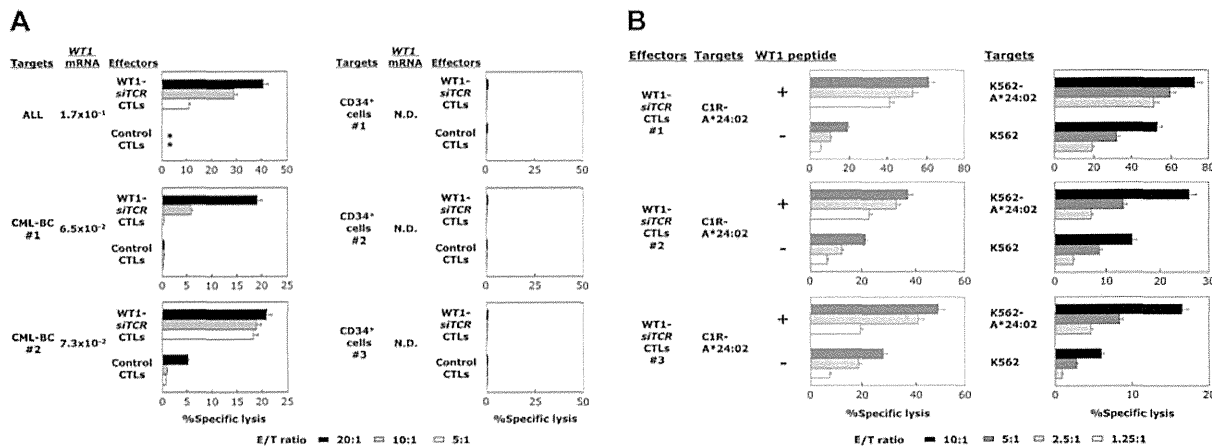 A
Targets WT1 mRNA Effectors
ALL 1.7x10⁻¹
WT1-siTCR CTLs
Control CTLs
*
*
0 10 20 30 40 50
CML-BC #1 6.5x10⁻²
WT1-siTCR CTLs
Control CTLs
0 5 10 15 20 25
CML-BC #2 7.3x10⁻²
WT1-siTCR CTLs
Control CTLs
0 5 10 15 20 25
%Specific lysis
Targets WT1 mRNA Effectors
CD34⁺ cells #1 N.D.
WT1-siTCR CTLs
Control CTLs
0 25 50
CD34⁺ cells #2 N.D.
WT1-siTCR CTLs
Control CTLs
0 25 50
CD34⁺ cells #3 N.D.
WT1-siTCR CTLs
Control CTLs
0 25 50
%Specific lysis
E/T ratio 20:1 10:1 5:1
B
Effectors Targets WT1 peptide
WT1-siTCR CTLs #1 C1R-A*24:02
+
-
0 20 40 60 80
WT1-siTCR CTLs #2 C1R-A*24:02
+
-
0 20 40 60
WT1-siTCR CTLs #3 C1R-A*24:02
+
-
0 20 40 60
%Specific lysis
Targets
K562-A*24:02
K562
0 20 40 60 80
K562-A*24:02
K562
0 10 20 30
K562-A*24:02
K562
0 10 20
%Specific lysis
E/T ratio 10:1 5:1 2.5:1 1.25:1